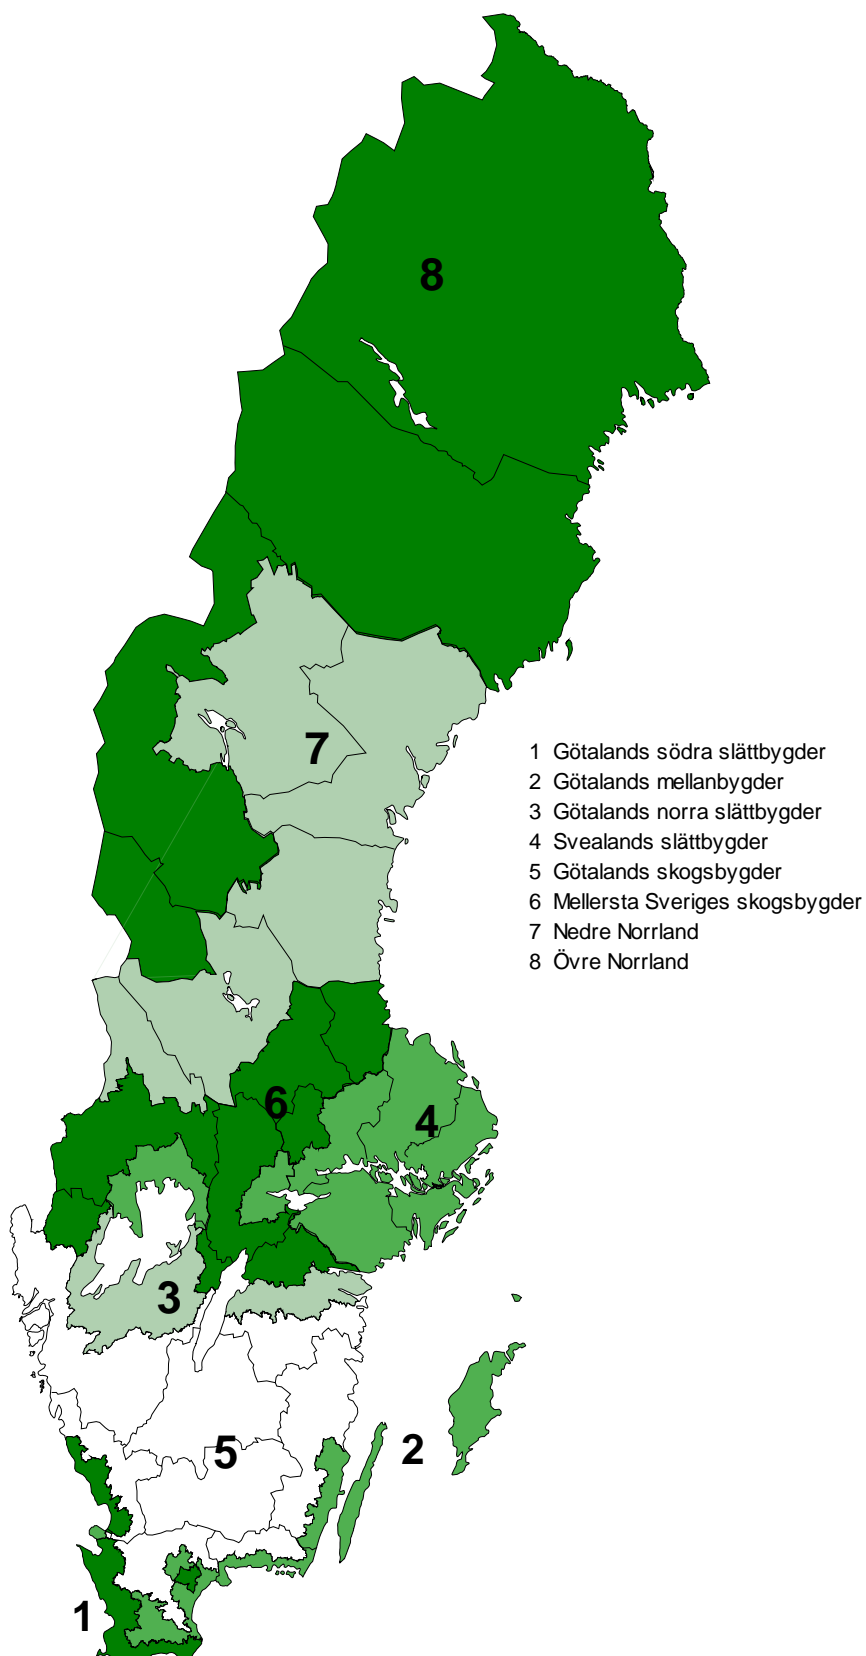 8
7
1 Götalands södra slättbygder
2 Götalands mellanbygder
3 Götalands norra slättbygder
4 Svealands slättbygder
5 Götalands skogsbygder
6 Mellersta Sveriges skogsbygder
7 Nedre Norrland
8 Övre Norrland
6
4
3
2
5
1